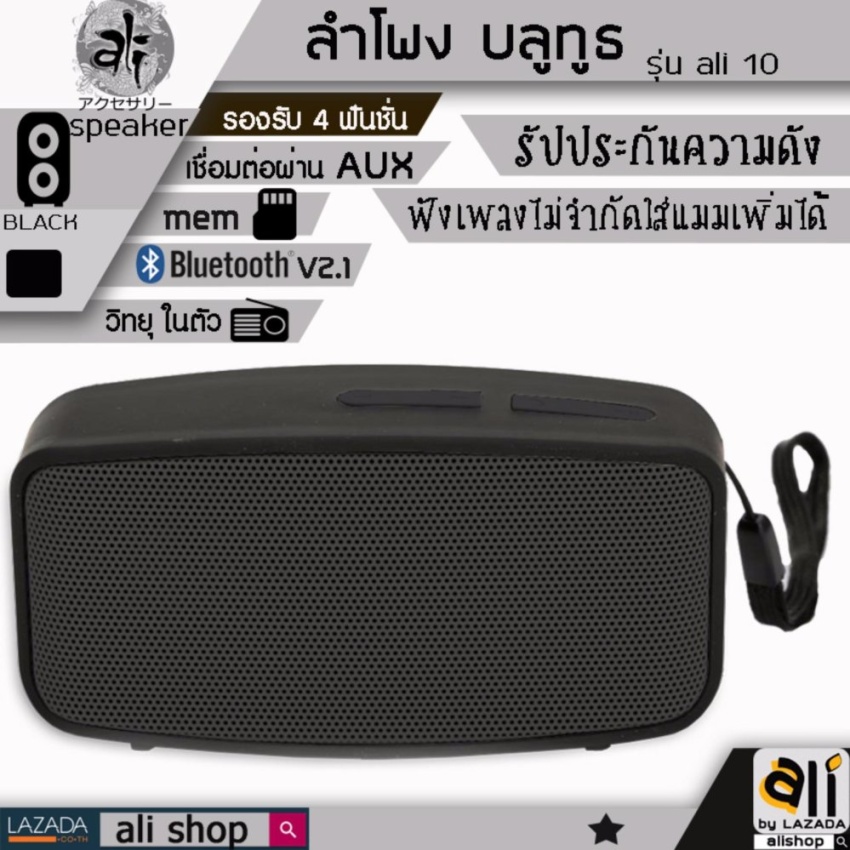 ali
アクセサリー
speaker
BLACK
ลำโพง บลูทูธ รุ่น ali 10
รองรับ 4 ฟังชั่น
เชื่อมต่อผ่าน AUX
mem
Bluetooth® V2.1
วิทยุ ในตัว
รัปประกันความดัง
ฟังเพลงไม่จำกัดใส่แมมเพิ่มได้
LAZADA
.CO.TH
ali shop
ali
by LAZADA
alishop